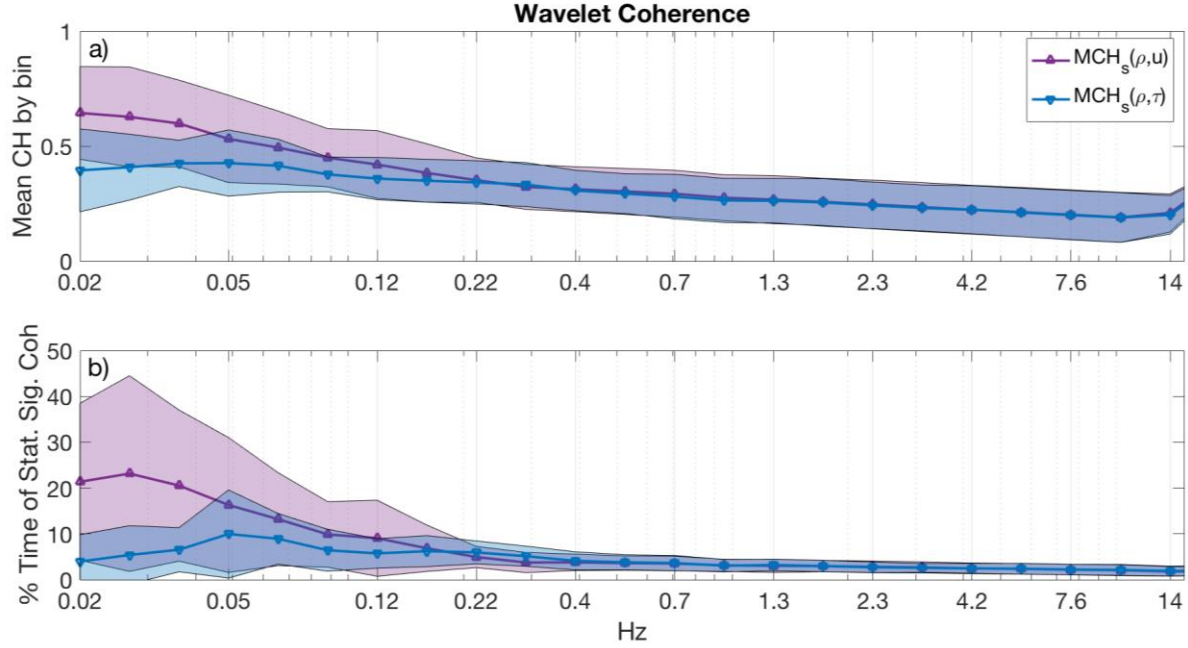 Wavelet Coherence
a)
MCHₛ(ρ,u)
MCHₛ(ρ,τ)
Mean CH by bin
1
0.5
0
0.02 0.05 0.12 0.22 0.4 0.7 1.3 2.3 4.2 7.6 14
b)
% Time of Stat. Sig. Coh
50
40
30
20
10
0
0.02 0.05 0.12 0.22 0.4 0.7 1.3 2.3 4.2 7.6 14
Hz